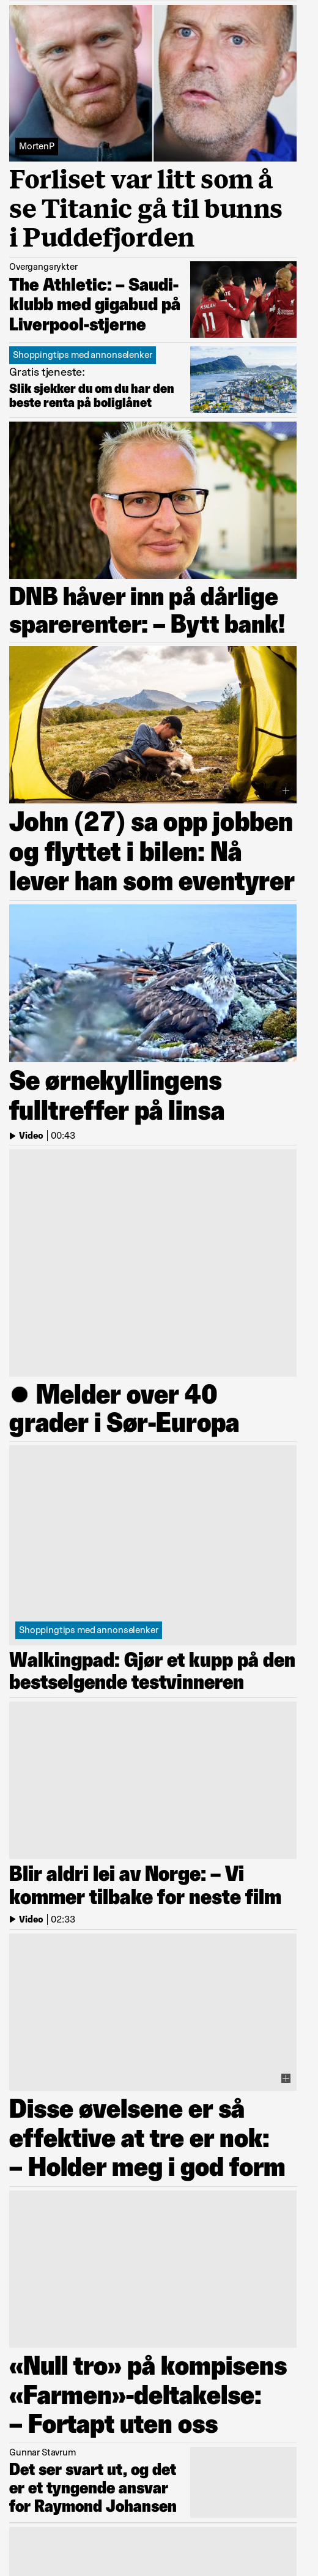 MortenP
Forliset var litt som å
se Titanic gå til bunns
i Puddefjorden
Overgangsrykter
The Athletic: – Saudi-
klubb med gigabud på
Liverpool-stjerne
Shoppingtips med annonselenker
Gratis tjeneste:
Slik sjekker du om du har den
beste renta på boliglånet
DNB håver inn på dårlige
sparerenter: – Bytt bank!
John (27) sa opp jobben
og flyttet i bilen: Nå
lever han som eventyrer
Se ørnekyllingens
fulltreffer på linsa
Video | 00:43
Melder over 40
grader i Sør-Europa
Shoppingtips med annonselenker
Walkingpad: Gjør et kupp på den
bestselgende testvinneren
Blir aldri lei av Norge: – Vi
kommer tilbake for neste film
Video | 02:33
Disse øvelsene er så
effektive at tre er nok:
– Holder meg i god form
«Null tro» på kompisens
«Farmen»-deltakelse:
– Fortapt uten oss
Gunnar Stavrum
Det ser svart ut, og det
er et tyngende ansvar
for Raymond Johansen